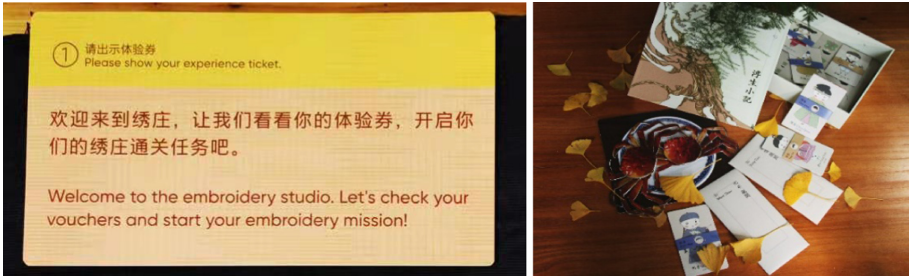 1
请出示体验券
Please show your experience ticket.
欢迎来到绣庄，让我们看看你的体验券，开启你
们的绣庄通关任务吧。
Welcome to the embroidery studio. Let's check your
vouchers and start your embroidery mission!
浮生小記